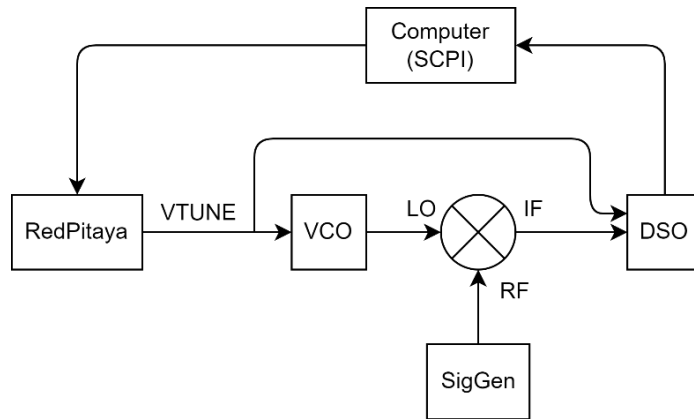 Computer
(SCPI)
VTUNE
LO
IF
RedPitaya
VCO
DSO
RF
SigGen